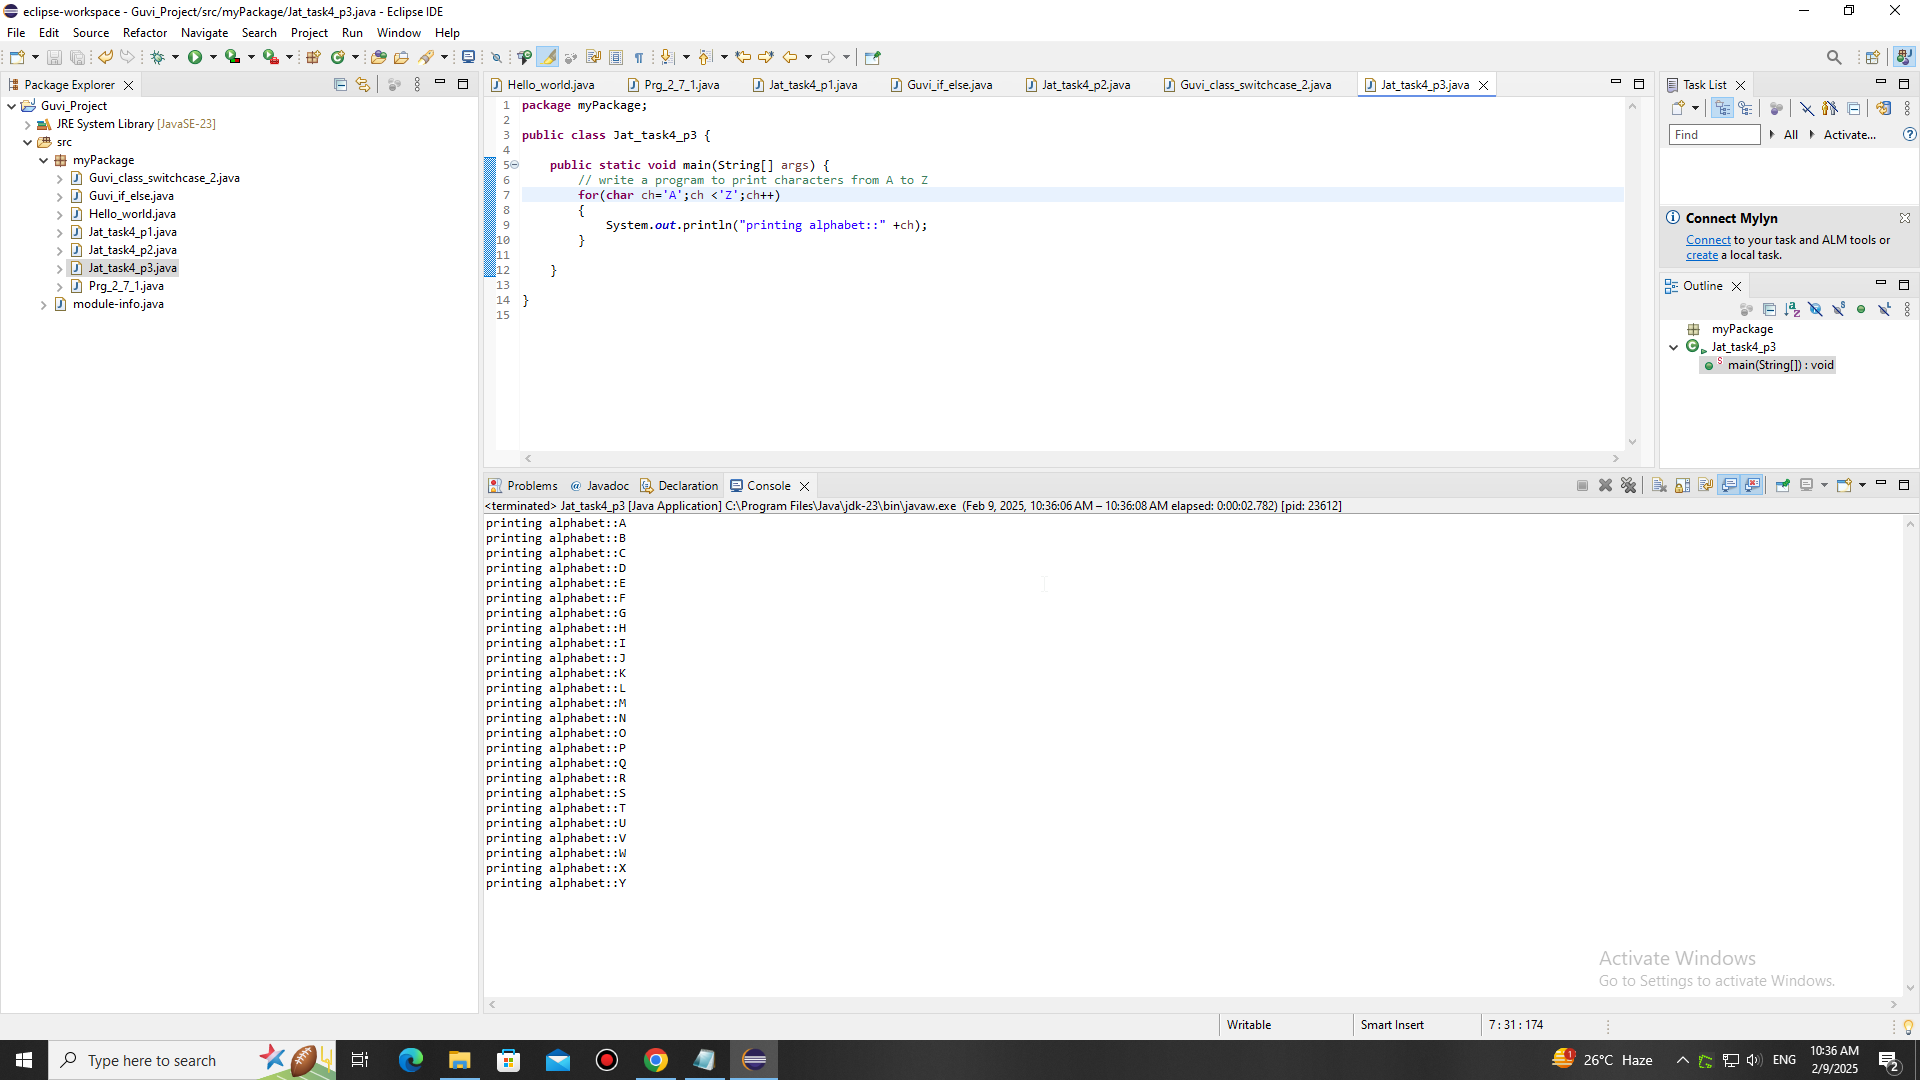 eclipse-workspace - Guvi_Project/src/myPackage/Jat_task4_p3.java - Eclipse IDE
File Edit Source Refactor Navigate Search Project Run Window Help
Package Explorer
Guvi_Project
JRE System Library [JavaSE-23]
src
myPackage
Guvi_class_switchcase_2.java
Guvi_if_else.java
Hello_world.java
Jat_task4_p1.java
Jat_task4_p2.java
Jat_task4_p3.java
Prg_2_7_1.java
module-info.java
Hello_world.java Prg_2_7_1.java Jat_task4_p1.java Guvi_if_else.java Jat_task4_p2.java Guvi_class_switchcase_2.java Jat_task4_p3.java
1 package myPackage;
2
3 public class Jat_task4_p3 {
4
5 public static void main(String[] args) {
6 // write a program to print characters from A to Z
7 for(char ch='A';ch <'Z';ch++)
8 {
9 System.out.println("printing alphabet::" +ch);
10 }
11
12 }
13
14 }
15
Task List
Find All Activate...
Connect Mylyn
Connect to your task and ALM tools or
create a local task.
Outline
myPackage
Jat_task4_p3
main(String[]) : void
Problems Javadoc Declaration Console
<terminated> Jat_task4_p3 [Java Application] C:\Program Files\Java\jdk-23\bin\javaw.exe (Feb 9, 2025, 10:36:06 AM – 10:36:08 AM elapsed: 0:00:02.782) [pid: 23612]
printing alphabet::A
printing alphabet::B
printing alphabet::C
printing alphabet::D
printing alphabet::E
printing alphabet::F
printing alphabet::G
printing alphabet::H
printing alphabet::I
printing alphabet::J
printing alphabet::K
printing alphabet::L
printing alphabet::M
printing alphabet::N
printing alphabet::O
printing alphabet::P
printing alphabet::Q
printing alphabet::R
printing alphabet::S
printing alphabet::T
printing alphabet::U
printing alphabet::V
printing alphabet::W
printing alphabet::X
printing alphabet::Y
Activate Windows
Go to Settings to activate Windows.
Writable Smart Insert 7 : 31 : 174
Type here to search
26°C Haze ENG
10:36 AM
2/9/2025
2